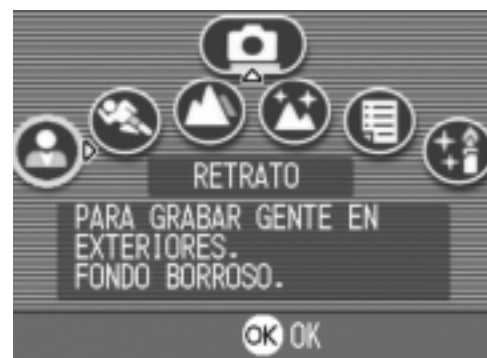 RETRATO
PARA GRABAR GENTE EN
EXTERIORES.
FONDO BORROSO.
OK OK